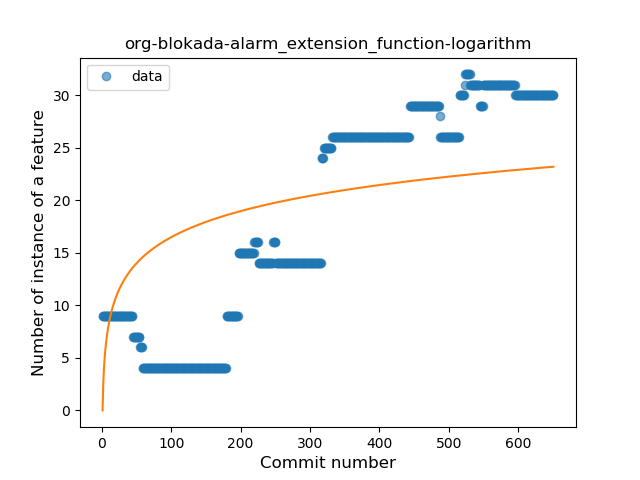 org-blokada-alarm_extension_function-logarithm
data
Number of instance of a feature
30
25
20
15
10
5
0
0 100 200 300 400 500 600
Commit number